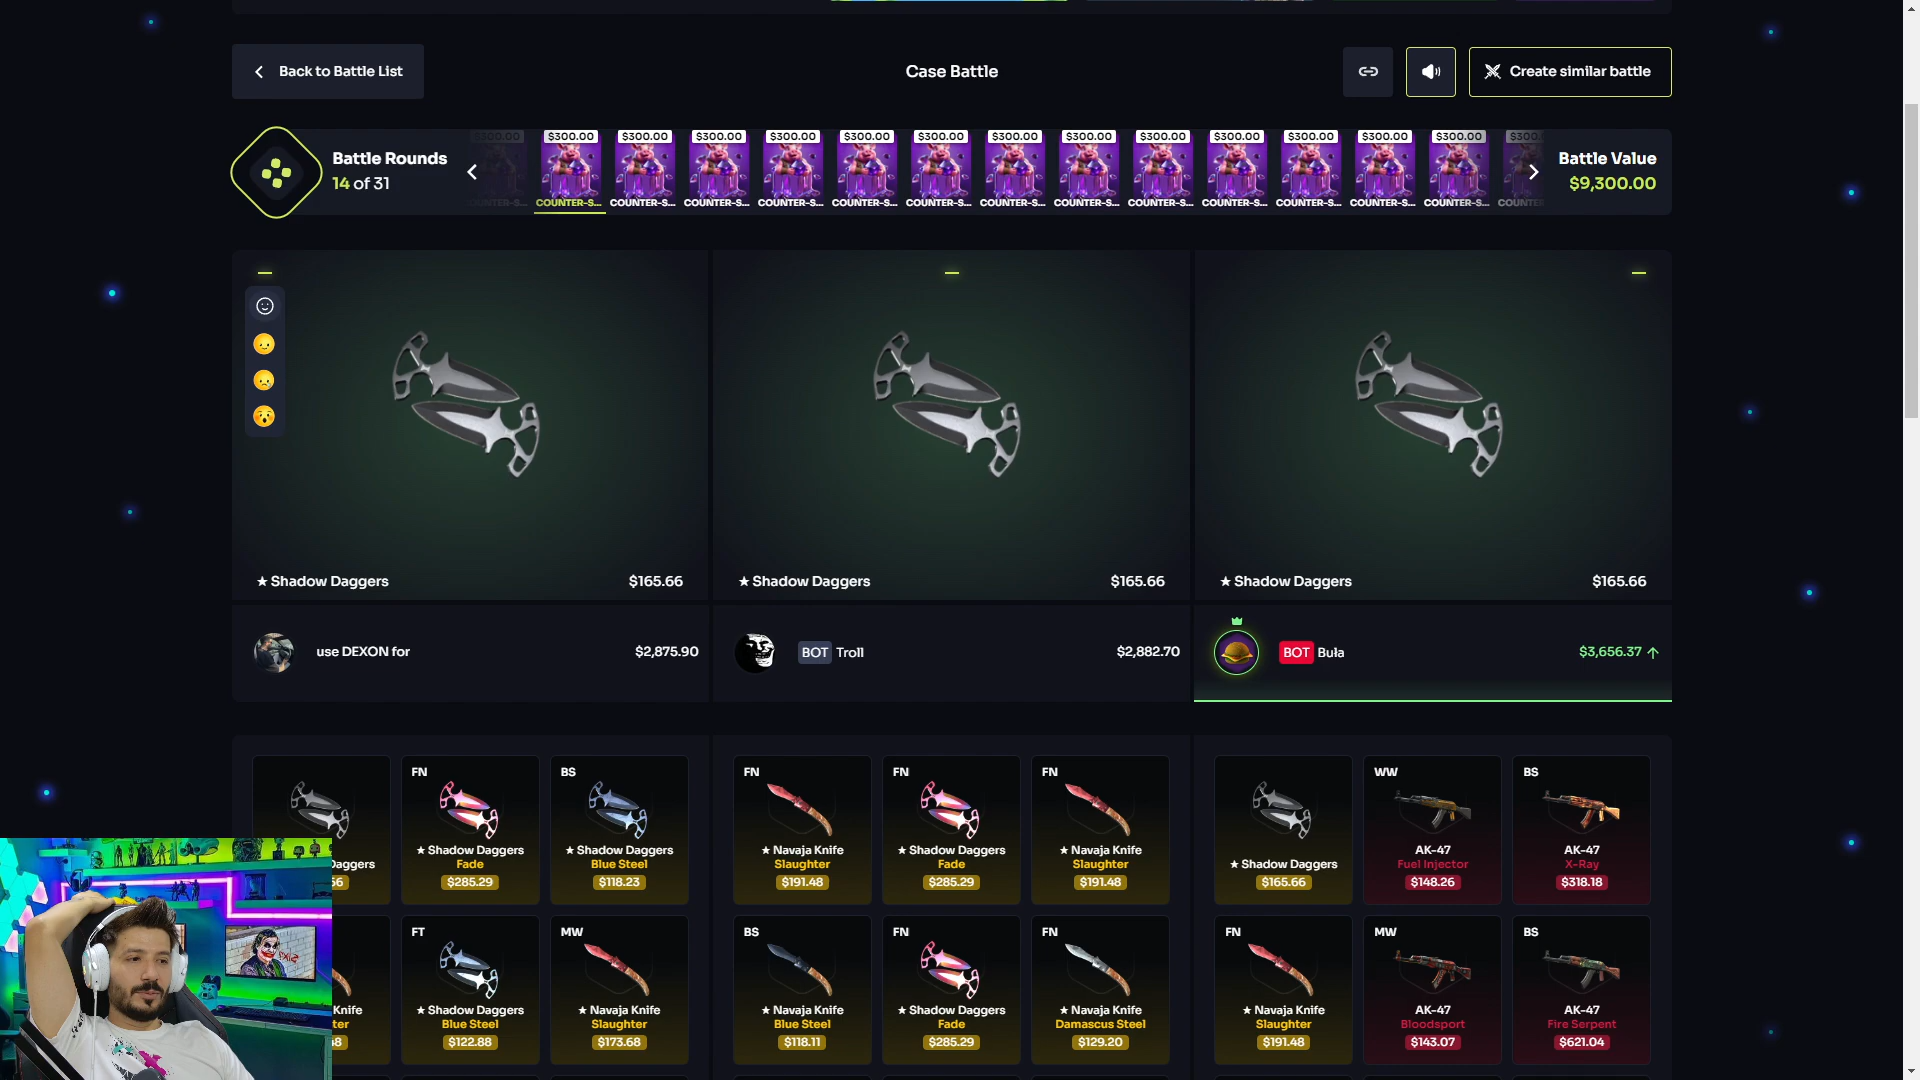 Back to Battle List
Case Battle
Create similar battle
Battle Rounds
14 of 31
$300.00 $300.00 $300.00 $300.00 $300.00 $300.00 $300.00 $300.00 $300.00 $300.00 $300.00 $300.00 $300.00 $300.00
COUNTER-S... COUNTER-S... COUNTER-S... COUNTER-S... COUNTER-S... COUNTER-S... COUNTER-S... COUNTER-S... COUNTER-S... COUNTER-S... COUNTER-S... COUNTER-S... COUNTER-S...
Battle Value
$9,300.00
★ Shadow Daggers $165.66
★ Shadow Daggers $165.66
★ Shadow Daggers $165.66
use DEXON for $2,875.90
BOT Troll $2,882.70
BOT Buła $3,656.37
Daggers
FN
★ Shadow Daggers
Fade
$285.29
BS
★ Shadow Daggers
Blue Steel
$118.23
FN
★ Navaja Knife
Slaughter
$191.48
FN
★ Shadow Daggers
Fade
$285.29
FN
★ Navaja Knife
Slaughter
$191.48
★ Shadow Daggers
$165.66
WW
AK-47
Fuel Injector
$148.26
BS
AK-47
X-Ray
$318.18
Knife
FT
★ Shadow Daggers
Blue Steel
$122.88
MW
★ Navaja Knife
Slaughter
$173.68
BS
★ Navaja Knife
Blue Steel
$118.11
FN
★ Shadow Daggers
Fade
$285.29
FN
★ Navaja Knife
Damascus Steel
$129.20
FN
★ Navaja Knife
Slaughter
$191.48
MW
AK-47
Bloodsport
$143.07
BS
AK-47
Fire Serpent
$621.04